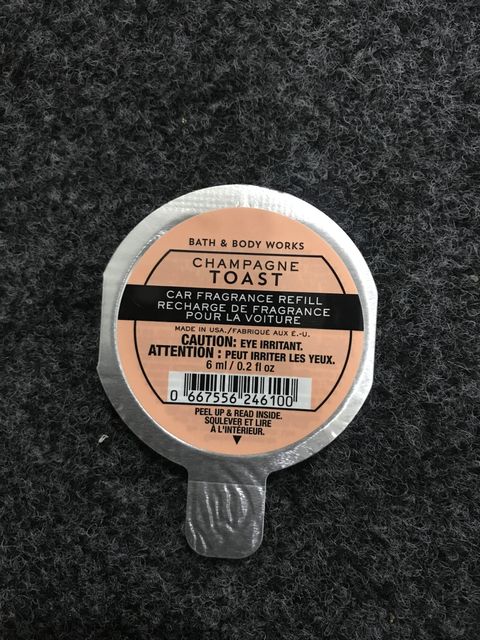 BATH & BODY WORKS
CHAMPAGNE
TOAST
CAR FRAGRANCE REFILL
RECHARGE DE FRAGRANCE
POUR LA VOITURE
MADE IN USA./FABRIQUÉ AUX É.-U.
CAUTION: EYE IRRITANT.
ATTENTION : PEUT IRRITER LES YEUX.
6 ml / 0.2 fl oz
0 667556 246100
PEEL UP & READ INSIDE.
SQULEVER ET LIRE
À L'INTÉRIEUR.